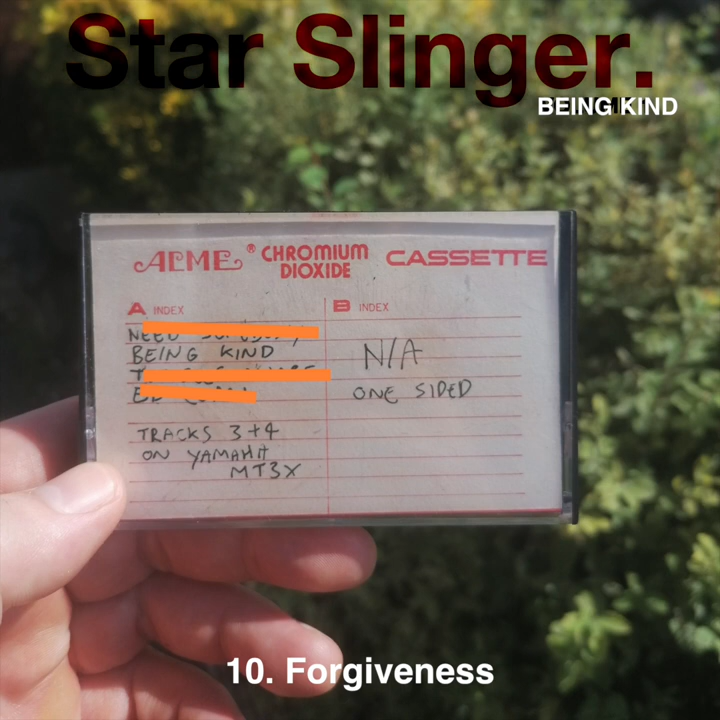 Star Slinger.
BEING KIND
ACME ® CHROMIUM DIOXIDE CASSETTE
A INDEX
NEED
BEING KIND
TRACKS 3+4
ON YAMAHA
MT3X
B INDEX
N/A
ONE SIDED
10. Forgiveness